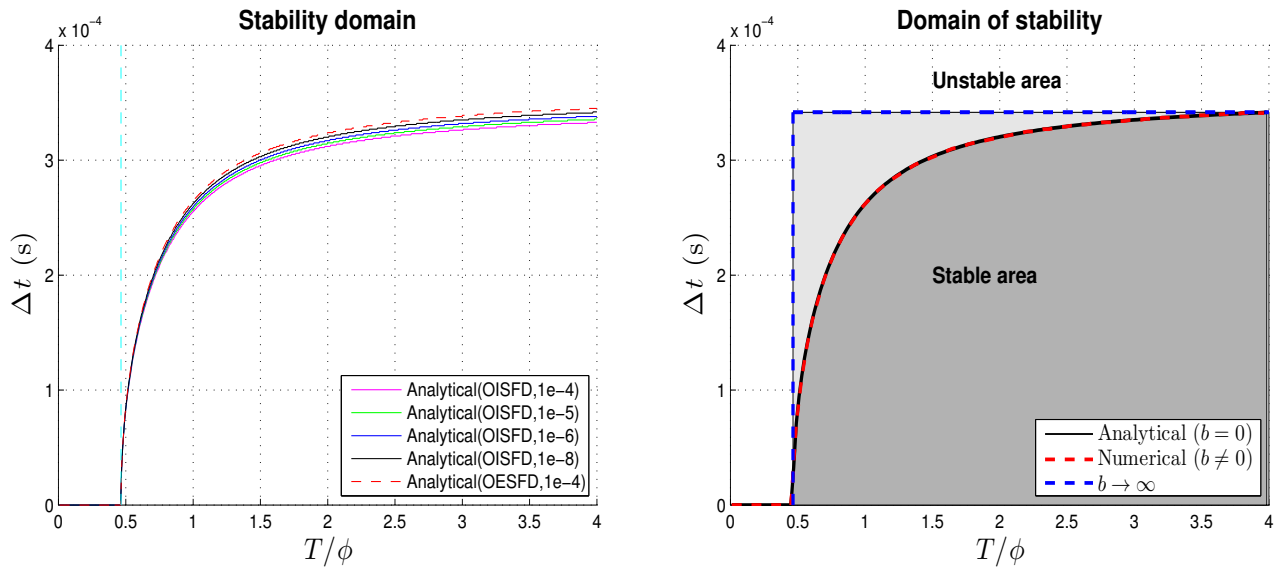 Stability domain
x 10⁻⁴
4
3
2
1
0
Δt (s)
0 0.5 1 1.5 2 2.5 3 3.5 4
T/ϕ
Analytical(OISFD,1e−4)
Analytical(OISFD,1e−5)
Analytical(OISFD,1e−6)
Analytical(OISFD,1e−8)
Analytical(OESFD,1e−4)
Domain of stability
x 10⁻⁴
4
3
2
1
0
Δt (s)
0 0.5 1 1.5 2 2.5 3 3.5 4
T/ϕ
Unstable area
Stable area
Analytical (b = 0)
Numerical (b ≠ 0)
b → ∞